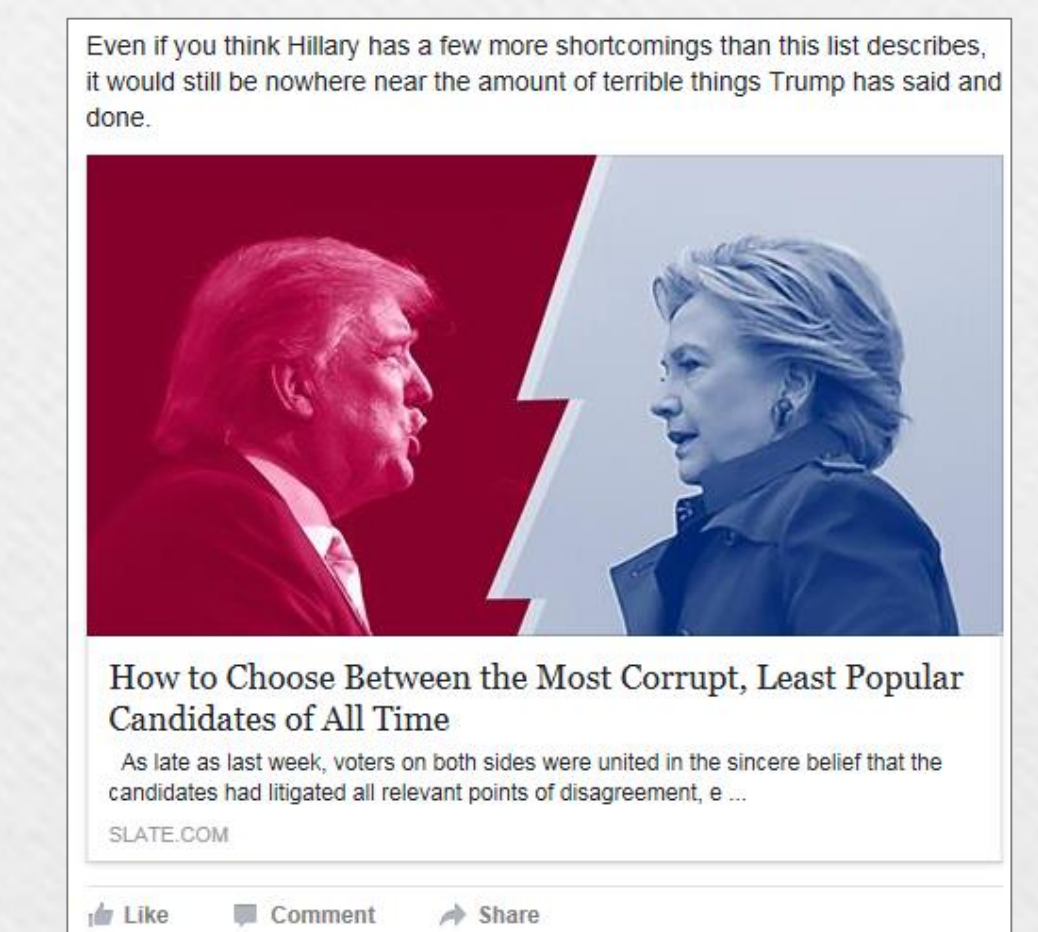 Even if you think Hillary has a few more shortcomings than this list describes,
it would still be nowhere near the amount of terrible things Trump has said and
done.
How to Choose Between the Most Corrupt, Least Popular
Candidates of All Time
As late as last week, voters on both sides were united in the sincere belief that the
candidates had litigated all relevant points of disagreement, e ...
SLATE.COM
Like Comment Share